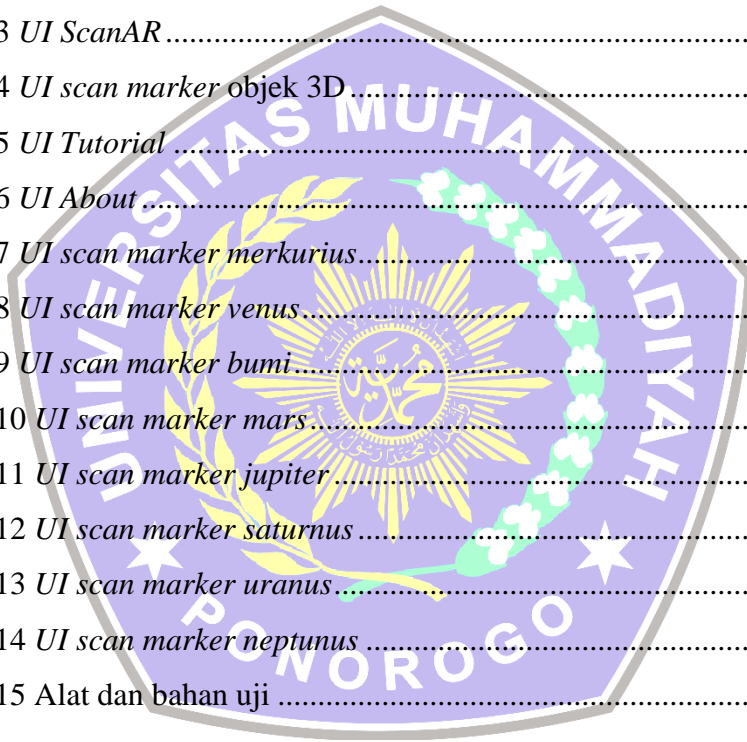 3 UI ScanAR
4 UI scan marker objek 3D
5 UI Tutorial
6 UI About
7 UI scan marker merkurius
8 UI scan marker venus
9 UI scan marker bumi
10 UI scan marker mars
11 UI scan marker jupiter
12 UI scan marker saturnus
13 UI scan marker uranus
14 UI scan marker neptunus
15 Alat dan bahan uji
UNIVERSITAS MUHAMMADIYAH
PONOROGO
محمدية